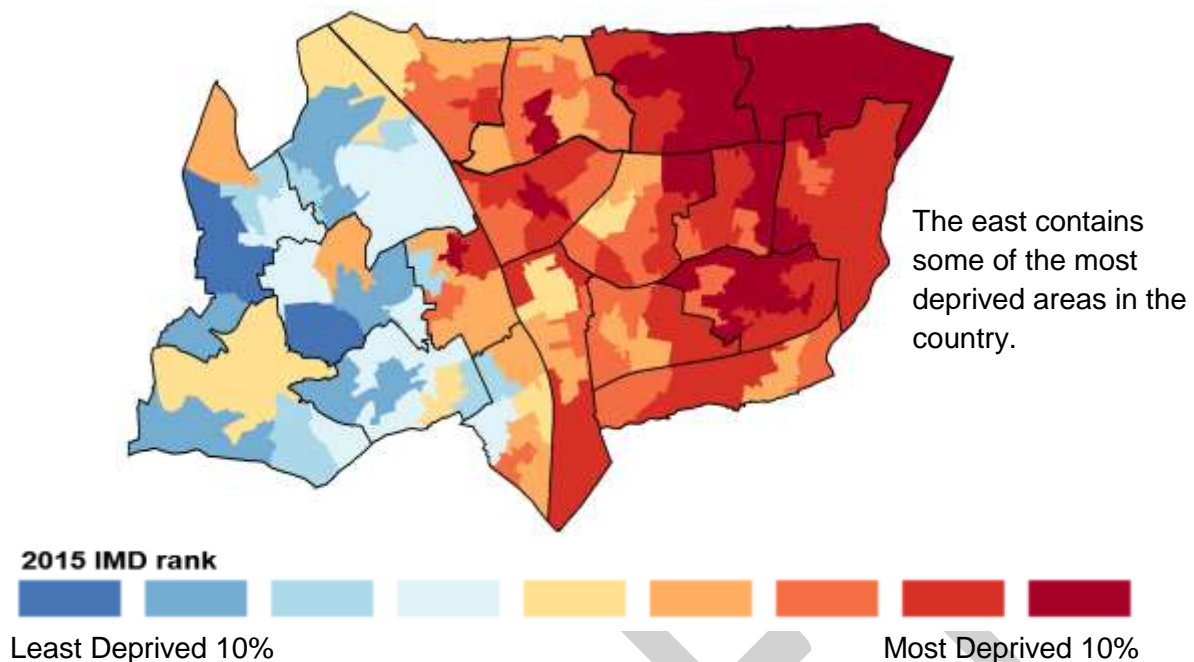 The east contains
some of the most
deprived areas in the
country.
2015 IMD rank
Least Deprived 10%
Most Deprived 10%